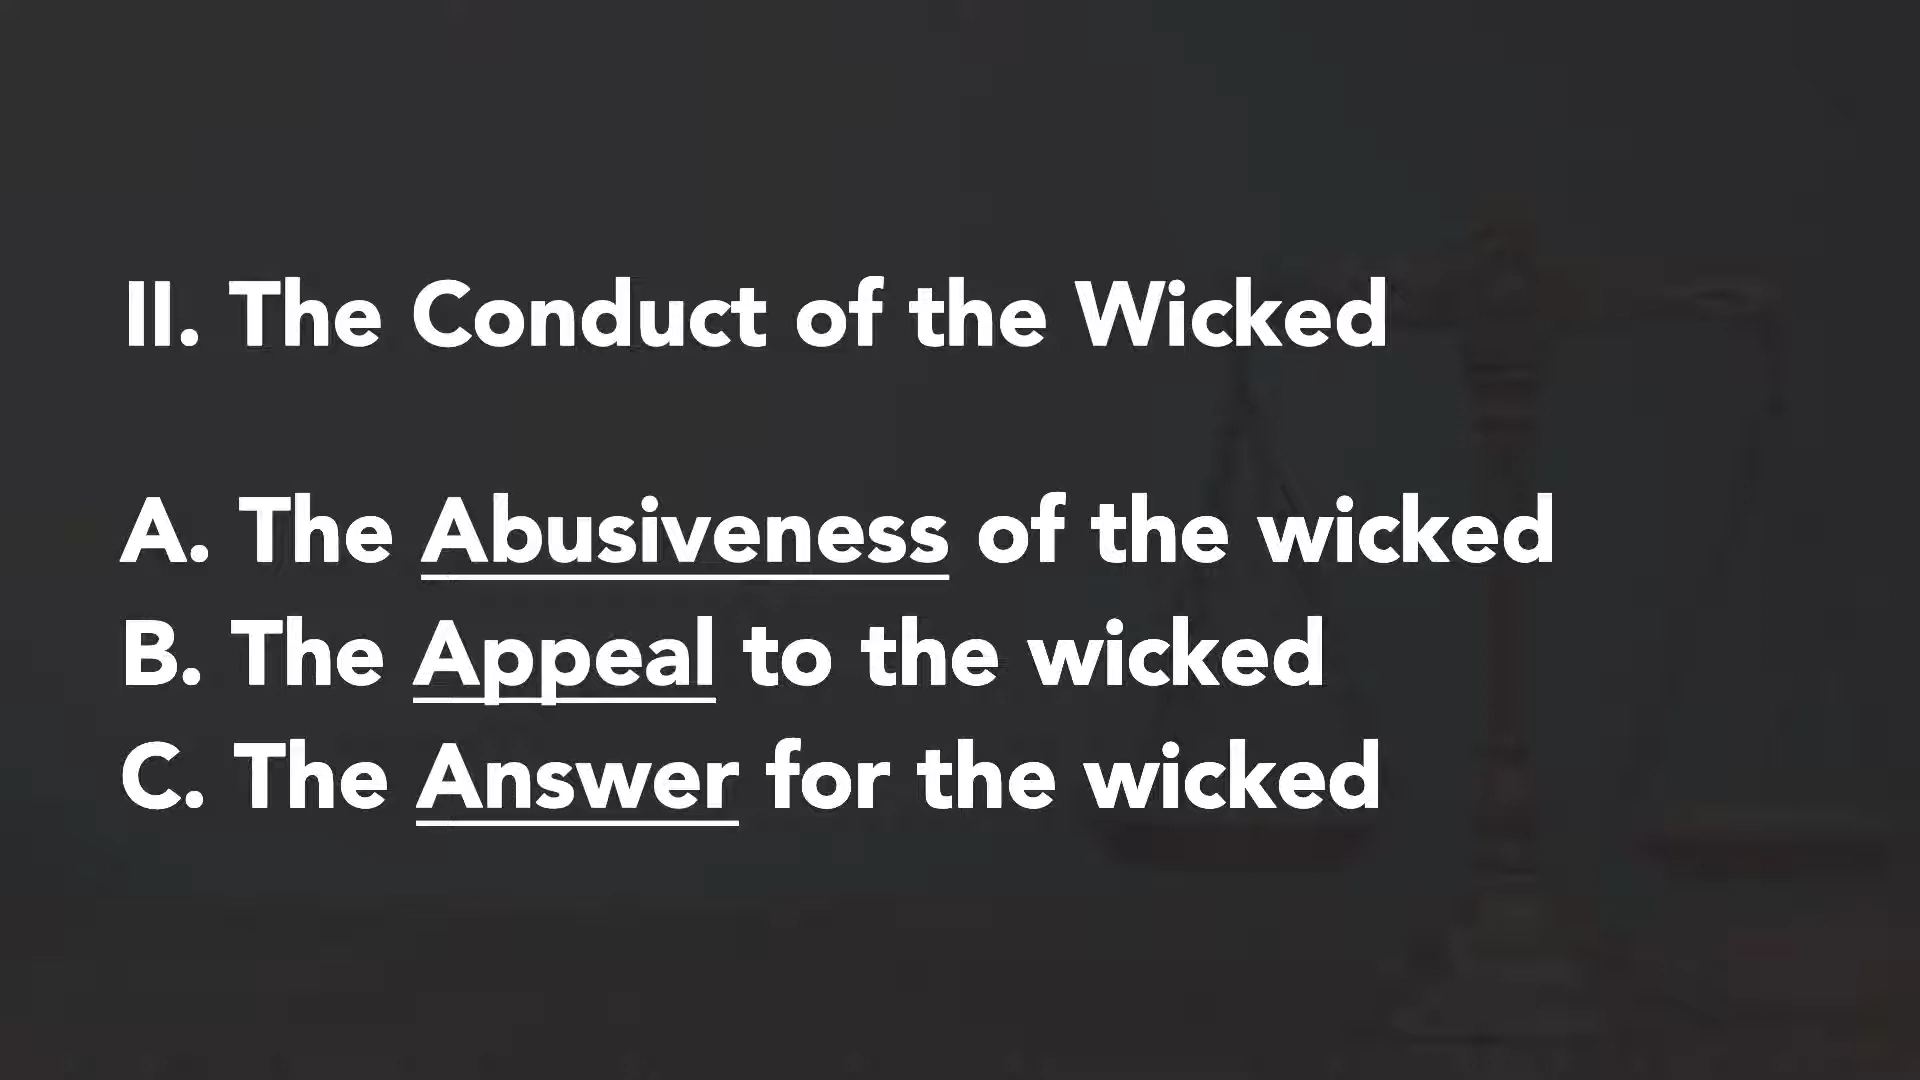 II. The Conduct of the Wicked
A. The Abusiveness of the wicked
B. The Appeal to the wicked
C. The Answer for the wicked